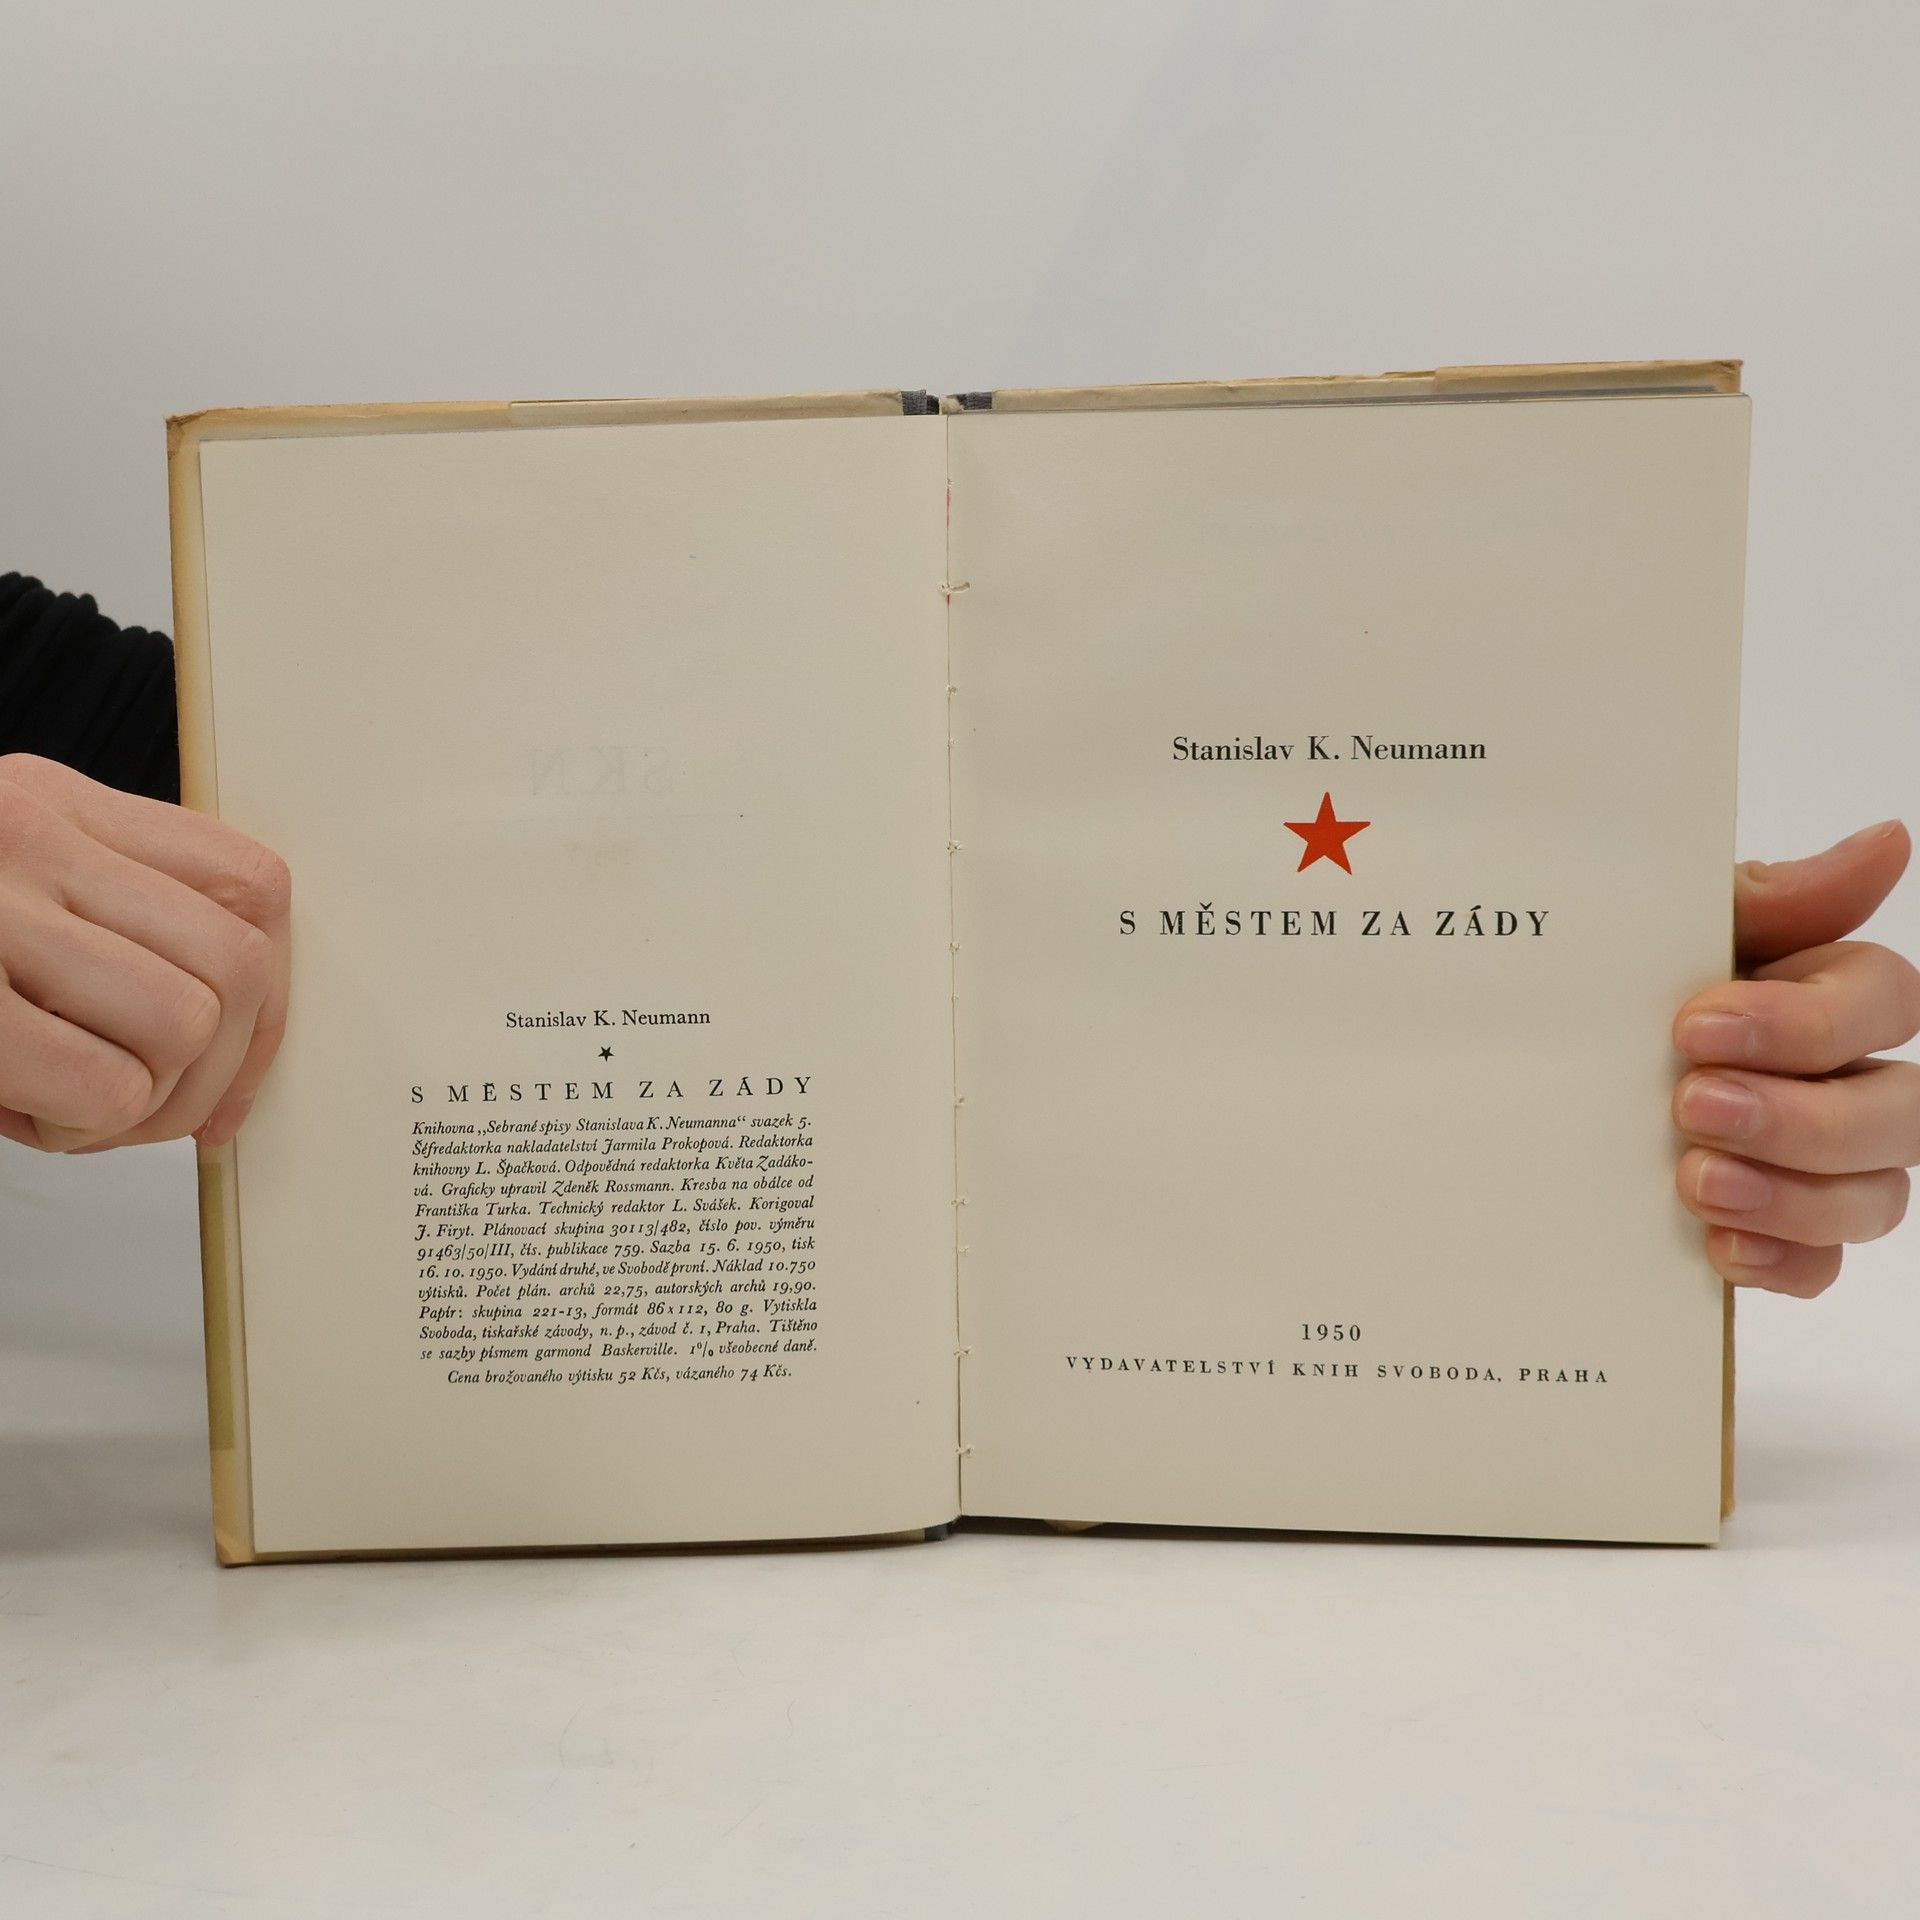 Stanislav K. Neumann
S MĚSTEM ZA ZÁDY
Knihovna „Sebrané spisy Stanislava K. Neumanna“ svazek 5.
Šéfredaktorka nakladatelství Jarmila Prokopová. Redaktorka
knihovny L. Špačková. Odpovědná redaktorka Květa Zadáko-
vá. Graficky upravil Zdeněk Rossmann. Kresba na obálce od
Františka Turka. Technický redaktor L. Svášek. Korigoval
J. Firyt. Plánovací skupina 30113/482, číslo pov. výměru
91463/50/III, čís. publikace 759. Sazba 15. 6. 1950, tisk
16. 10. 1950. Vydání druhé, ve Svobodě první. Náklad 10.750
výtisků. Počet plán. archů 22,75, autorských archů 19,90.
Papír: skupina 221-13, formát 86 x 112, 80 g. Vytiskla
Svoboda, tiskařské závody, n. p., závod č. 1, Praha. Tištěno
se sazby písmem garmond Baskerville. 1% všeobecné daně.
Cena brožovaného výtisku 52 Kčs, vázaného 74 Kčs.
Stanislav K. Neumann
S MĚSTEM ZA ZÁDY
1950
VYDAVATELSTVÍ KNIH SVOBODA, PRAHA